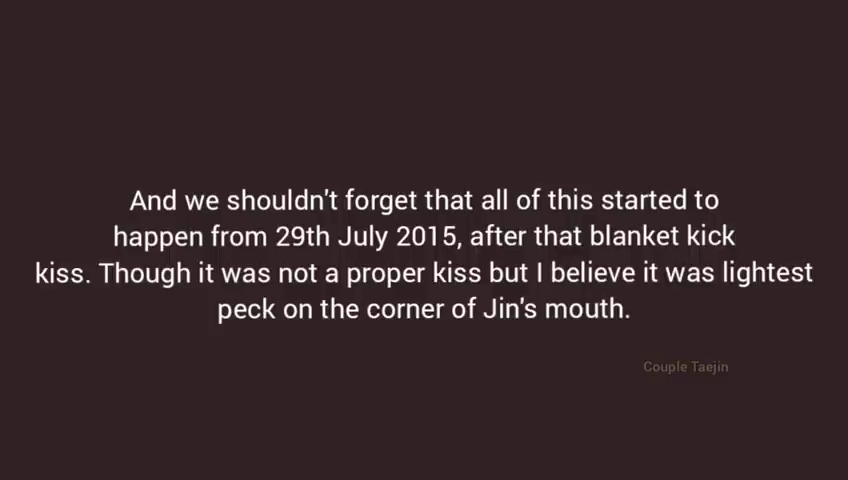 And we shouldn't forget that all of this started to
happen from 29th July 2015, after that blanket kick
kiss. Though it was not a proper kiss but I believe it was lightest
peck on the corner of Jin's mouth.
Couple Taejin